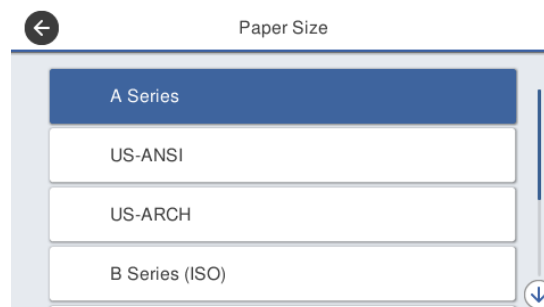 Paper Size
A Series
US-ANSI
US-ARCH
B Series (ISO)